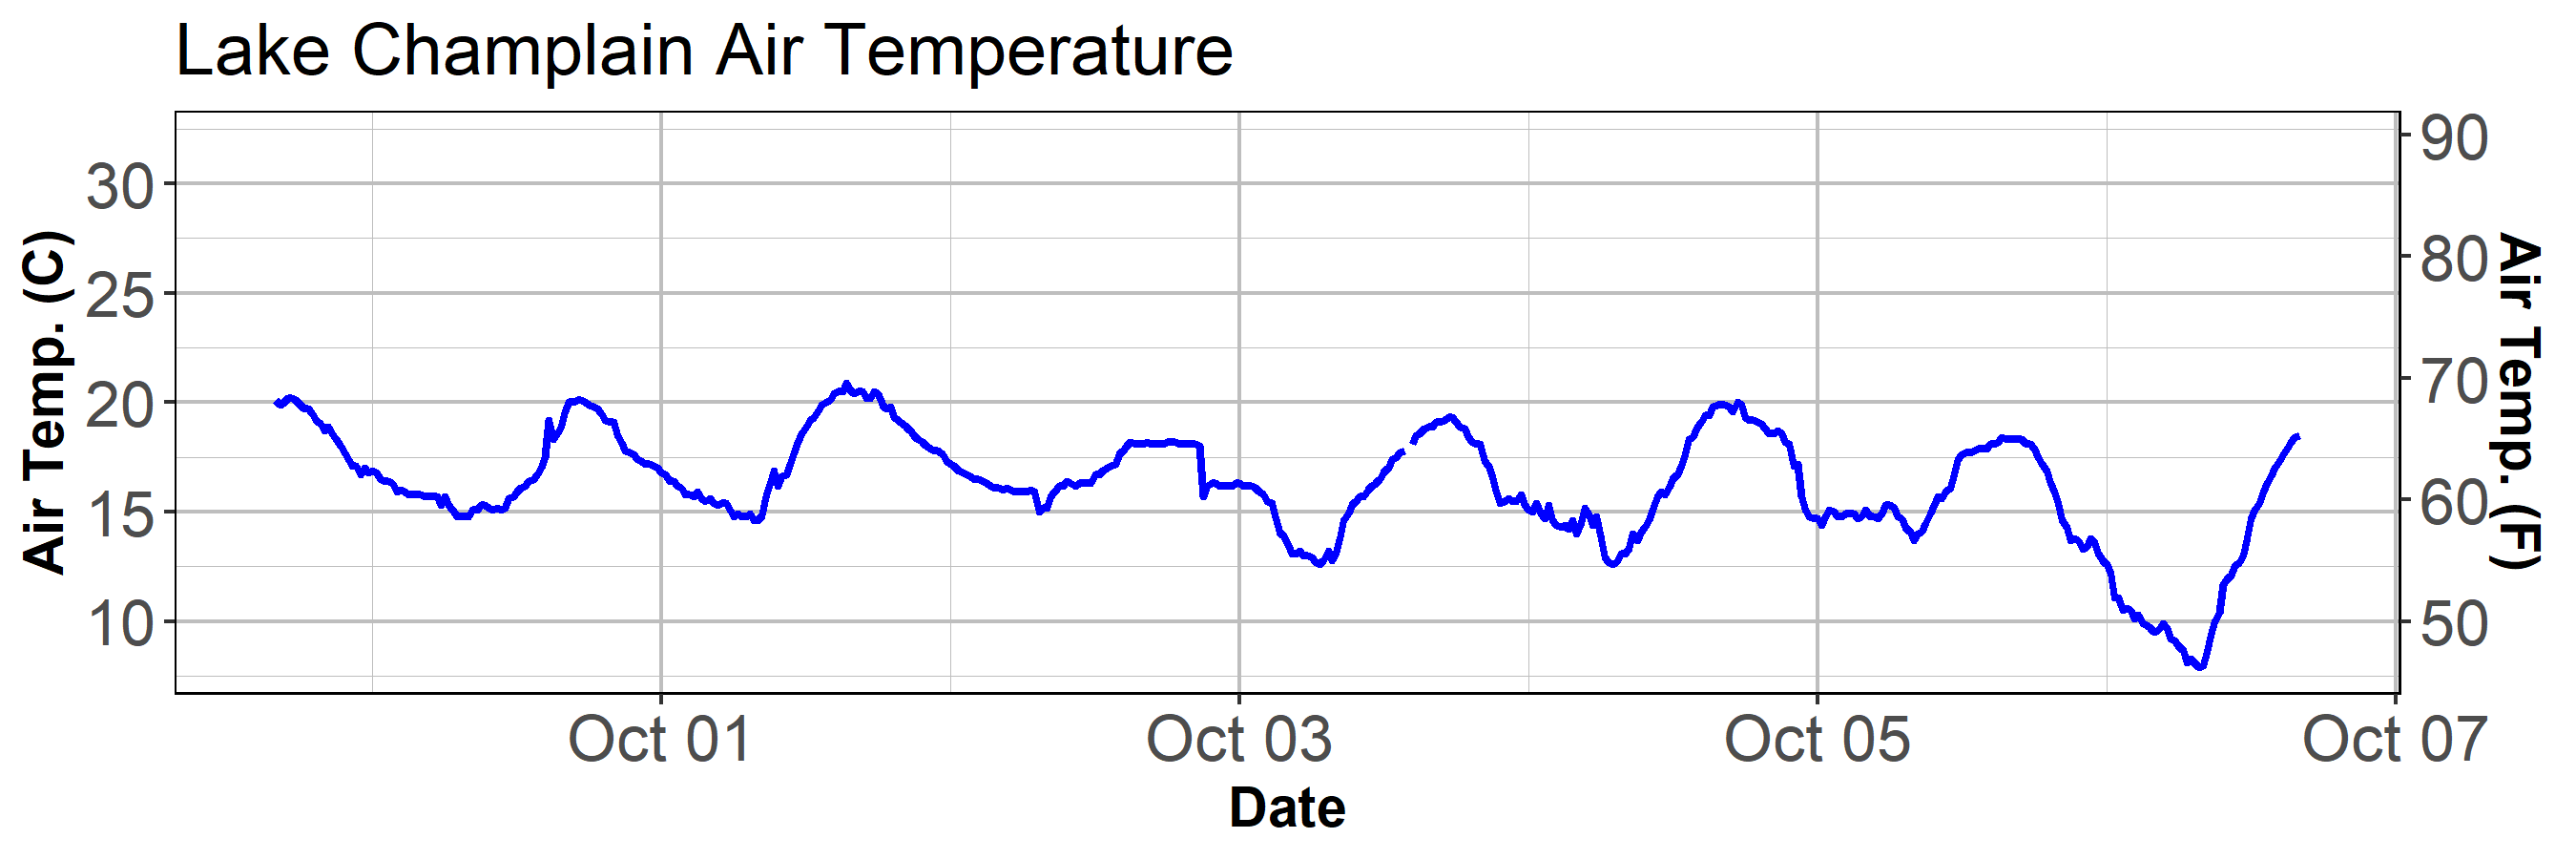 Lake Champlain Air Temperature
Air Temp. (C)
30
25
20
15
10
90
80
70
60
50
Air Temp. (F)
Oct 01 Oct 03 Oct 05 Oct 07
Date